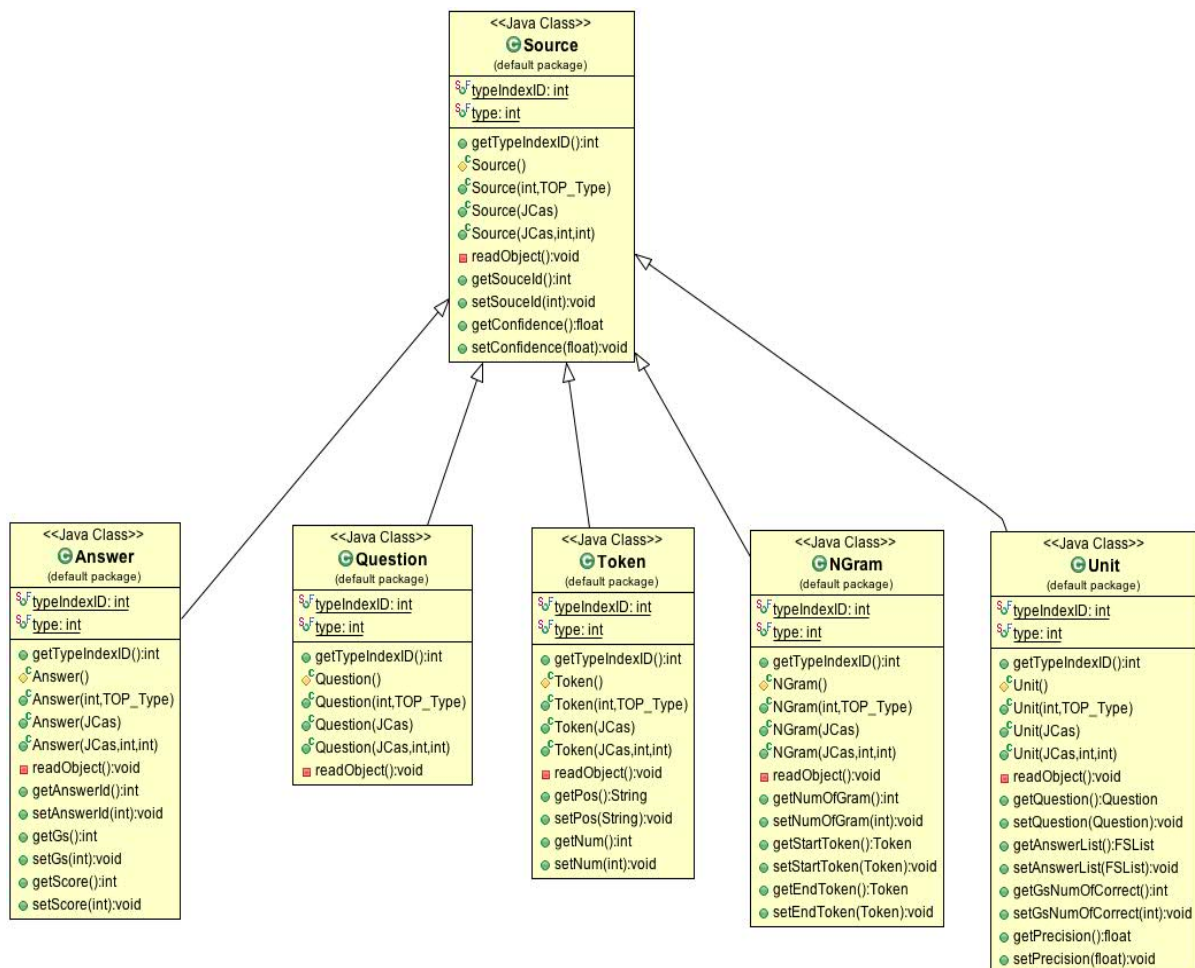 <<Java Class>>
Source
(default package)
typeIndexID: int
type: int
getTypeIndexID():int
Source()
Source(int,TOP_Type)
Source(JCas)
Source(JCas,int,int)
readObject():void
getSouceId():int
setSouceId(int):void
getConfidence():float
setConfidence(float):void
<<Java Class>>
Answer
(default package)
typeIndexID: int
type: int
getTypeIndexID():int
Answer()
Answer(int,TOP_Type)
Answer(JCas)
Answer(JCas,int,int)
readObject():void
getAnswerId():int
setAnswerId(int):void
getGs():int
setGs(int):void
getScore():int
setScore(int):void
<<Java Class>>
Question
(default package)
typeIndexID: int
type: int
getTypeIndexID():int
Question()
Question(int,TOP_Type)
Question(JCas)
Question(JCas,int,int)
readObject():void
<<Java Class>>
Token
(default package)
typeIndexID: int
type: int
getTypeIndexID():int
Token()
Token(int,TOP_Type)
Token(JCas)
Token(JCas,int,int)
readObject():void
getPos():String
setPos(String):void
getNum():int
setNum(int):void
<<Java Class>>
NGram
(default package)
typeIndexID: int
type: int
getTypeIndexID():int
NGram()
NGram(int,TOP_Type)
NGram(JCas)
NGram(JCas,int,int)
readObject():void
getNumOfGram():int
setNumOfGram(int):void
getStartToken():Token
setStartToken(Token):void
getEndToken():Token
setEndToken(Token):void
<<Java Class>>
Unit
(default package)
typeIndexID: int
type: int
getTypeIndexID():int
Unit()
Unit(int,TOP_Type)
Unit(JCas)
Unit(JCas,int,int)
readObject():void
getQuestion():Question
setQuestion(Question):void
getAnswerList():FSList
setAnswerList(FSList):void
getGsNumOfCorrect():int
setGsNumOfCorrect(int):void
getPrecision():float
setPrecision(float):void